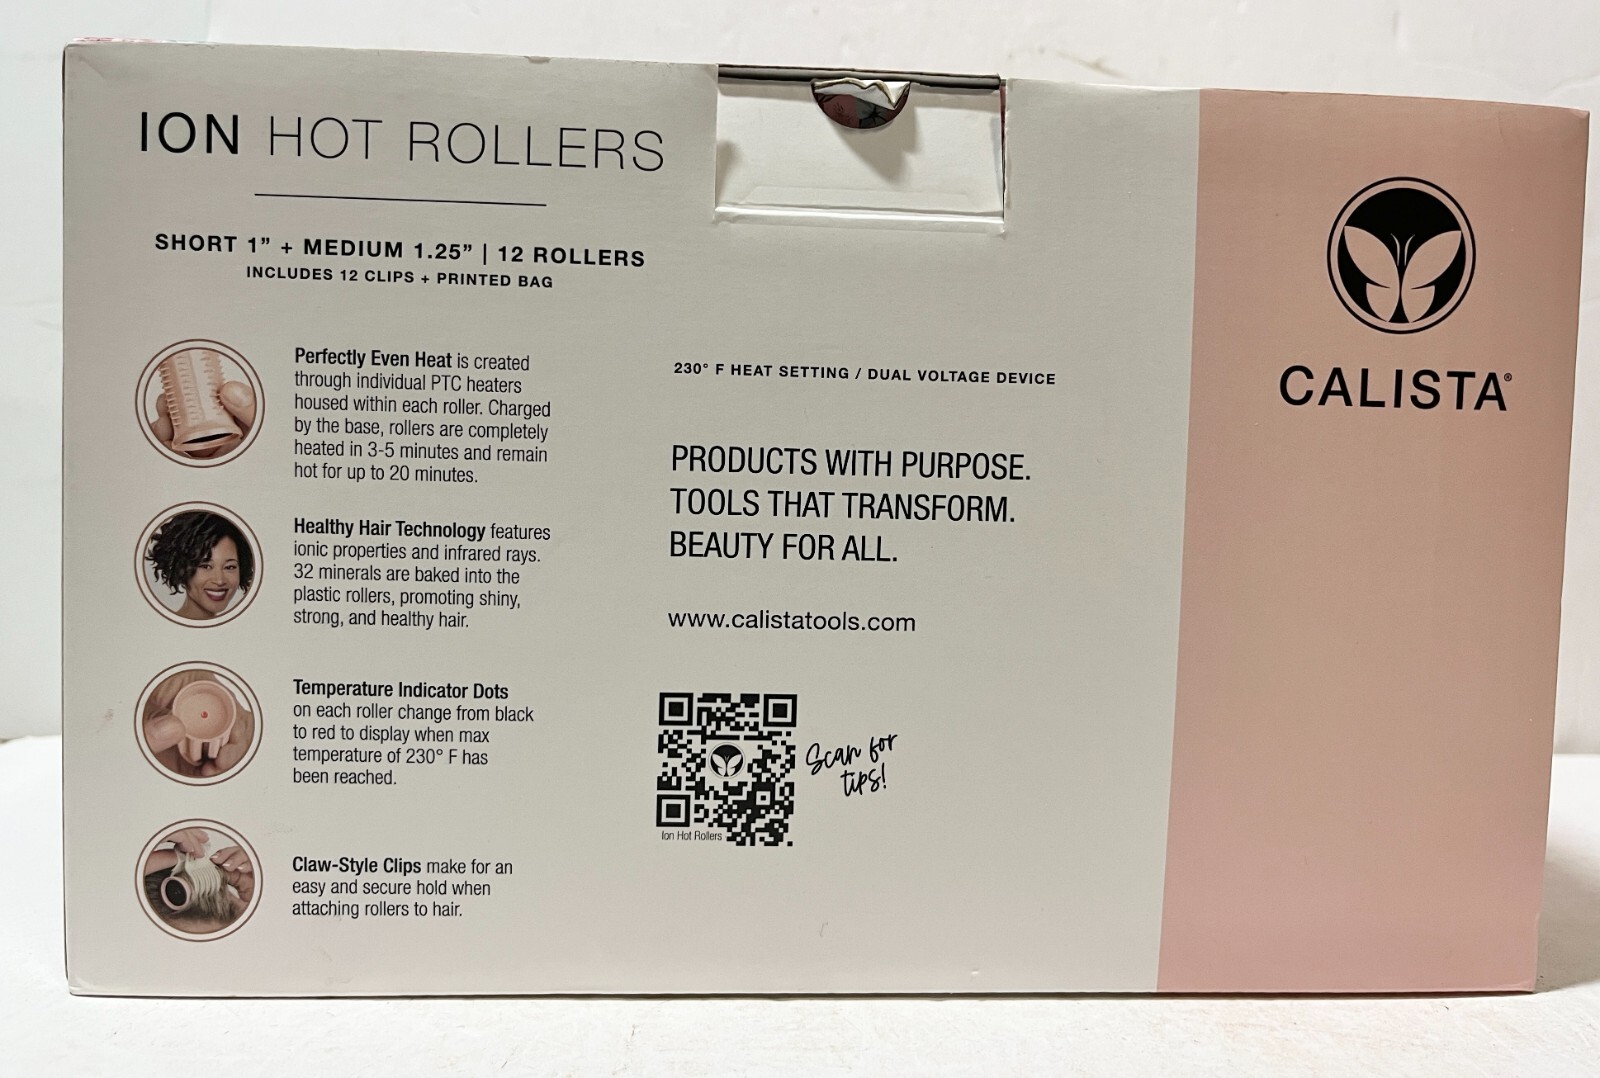 ION HOT ROLLERS
SHORT 1” + MEDIUM 1.25” | 12 ROLLERS
INCLUDES 12 CLIPS + PRINTED BAG
Perfectly Even Heat is created
through individual PTC heaters
housed within each roller. Charged
by the base, rollers are completely
heated in 3-5 minutes and remain
hot for up to 20 minutes.
Healthy Hair Technology features
ionic properties and infrared rays.
32 minerals are baked into the
plastic rollers, promoting shiny,
strong, and healthy hair.
Temperature Indicator Dots
on each roller change from black
to red to display when max
temperature of 230° F has
been reached.
Claw-Style Clips make for an
easy and secure hold when
attaching rollers to hair.
230° F HEAT SETTING / DUAL VOLTAGE DEVICE
PRODUCTS WITH PURPOSE.
TOOLS THAT TRANSFORM.
BEAUTY FOR ALL.
www.calistatools.com
Scan for
tips!
Ion Hot Rollers
CALISTA®